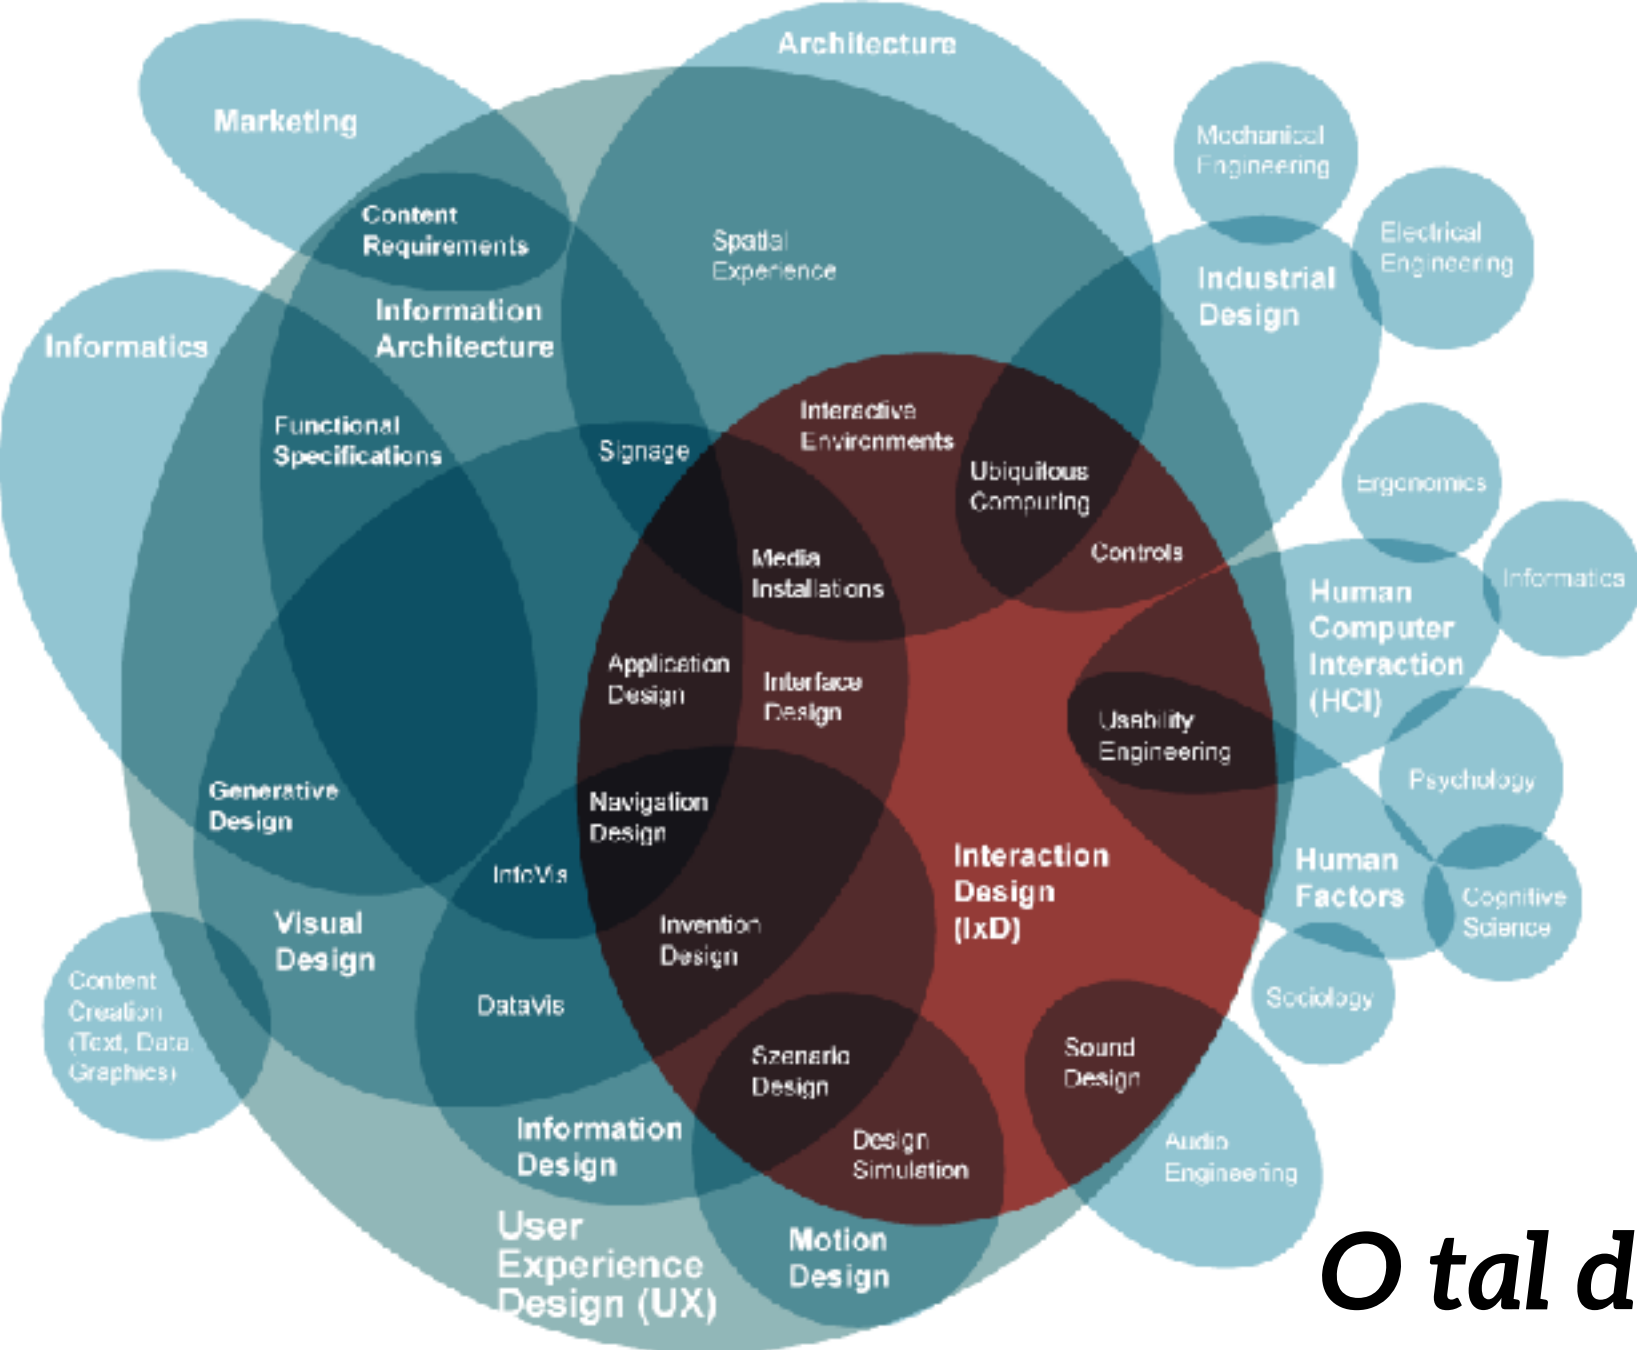 Architecture
Marketing
Mechanical
Engineering
Content
Requirements
Spatial
Experience
Electrical
Engineering
Industrial
Design
Information
Architecture
Informatics
Functional
Specifications
Signage
Interactive
Environments
Ubiquitous
Computing
Controls
Ergonomics
Informatics
Media
Installations
Human
Computer
Interaction
(HCI)
Application
Design
Interface
Design
Usability
Engineering
Psychology
Generative
Design
Navigation
Design
InfoVis
Interaction
Design
(IxD)
Human
Factors
Cognitive
Science
Visual
Design
Invention
Design
Content
Creation
(Text, Data
Graphics)
DataVis
Sociology
Szenario
Design
Sound
Design
Information
Design
Design
Simulation
Audio
Engineering
User
Experience
Design (UX)
Motion
Design
O tal d